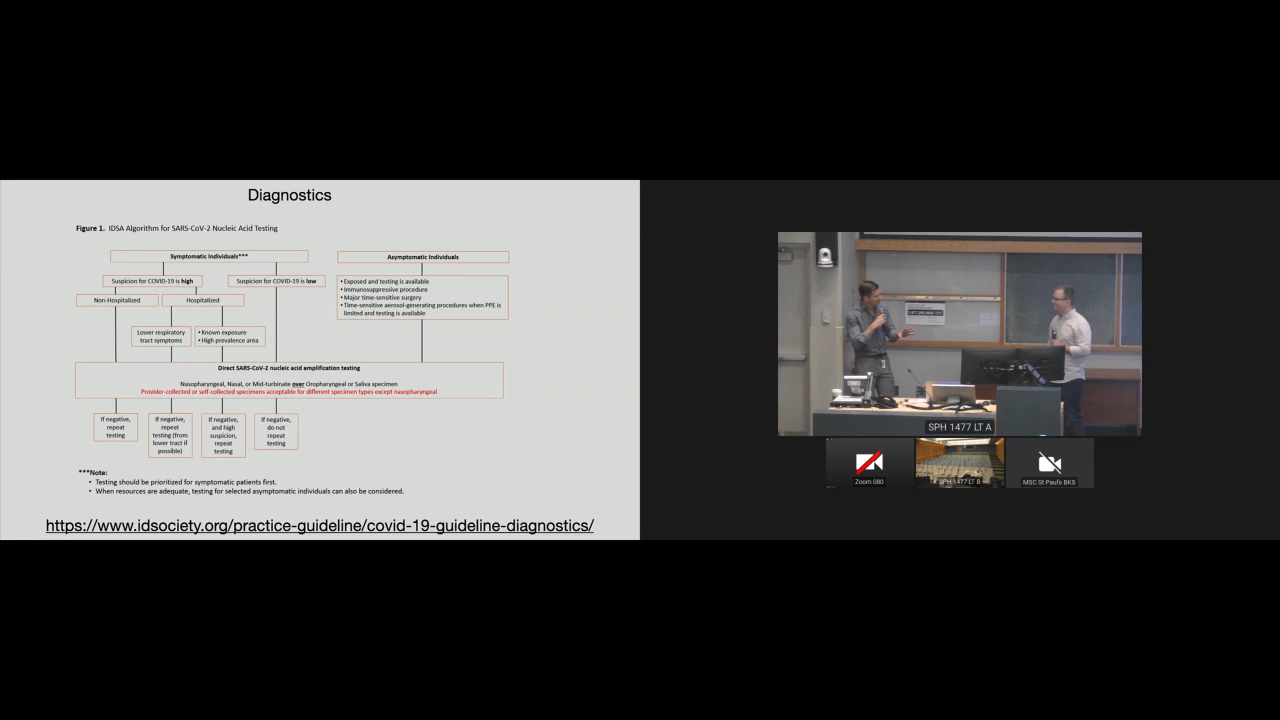 Diagnostics
Figure 1. IDSA Algorithm for SARS-CoV-2 Nucleic Acid Testing
Symptomatic Individuals***
Asymptomatic Individuals
Suspicion for COVID-19 is high
Suspicion for COVID-19 is low
Non-Hospitalized
Hospitalized
• Exposed and testing is available
• Immunosuppressive procedure
• Major time-sensitive surgery
• Time-sensitive aerosol-generating procedures when PPE is
limited and testing is available
Lower respiratory
tract symptoms
• Known exposure
• High prevalence area
Direct SARS-CoV-2 nucleic acid amplification testing
Nasopharyngeal, Nasal, or Mid-turbinate over Oropharyngeal or Saliva specimen
Provider-collected or self-collected specimens acceptable for different specimen types except nasopharyngeal
If negative,
repeat
testing
If negative,
repeat
testing (from
lower tract if
possible)
If negative,
and high
suspicion,
repeat
testing
If negative,
do not
repeat
testing
***Note:
• Testing should be prioritized for symptomatic patients first.
• When resources are adequate, testing for selected asymptomatic individuals can also be considered.
https://www.idsociety.org/practice-guideline/covid-19-guideline-diagnostics/
SPH 1477 LT A
Zoom 080
SPH 1477 LT B
MSC St Paul's BKS